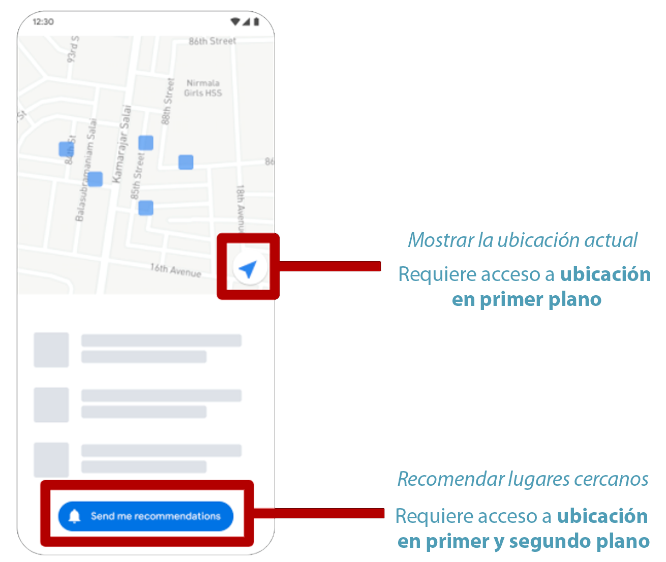 12:30
86th Street
93rd S
Nirmala
Girls HSS
88th Street
Kamarajar Salai
84th St
Balasubramaniam Salai
85th Street
86
18th Avenue
16th Avenue
Mostrar la ubicación actual
Requiere acceso a ubicación
en primer plano
Recomendar lugares cercanos
Send me recommendations
Requiere acceso a ubicación
en primer y segundo plano